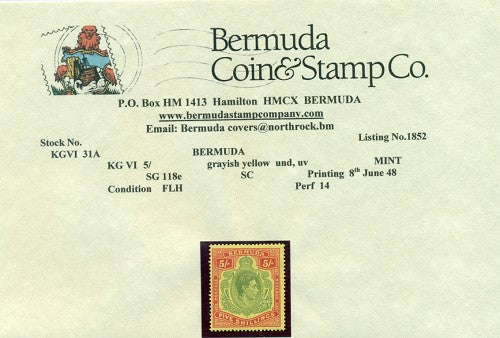 Bermuda
Coin&Stamp Co.
P.O. Box HM 1413 Hamilton HMCX BERMUDA
www.bermudastampcompany.com
Email: Bermuda covers@northrock.bm
Stock No. Listing No.1852
KGVI 31A BERMUDA
KG VI 5/ grayish yellow und, uv MINT
SG 118e SC Printing 8th June 48
Condition FLH Perf 14
BERMUDA
5/- 5/-
FIVE SHILLINGS